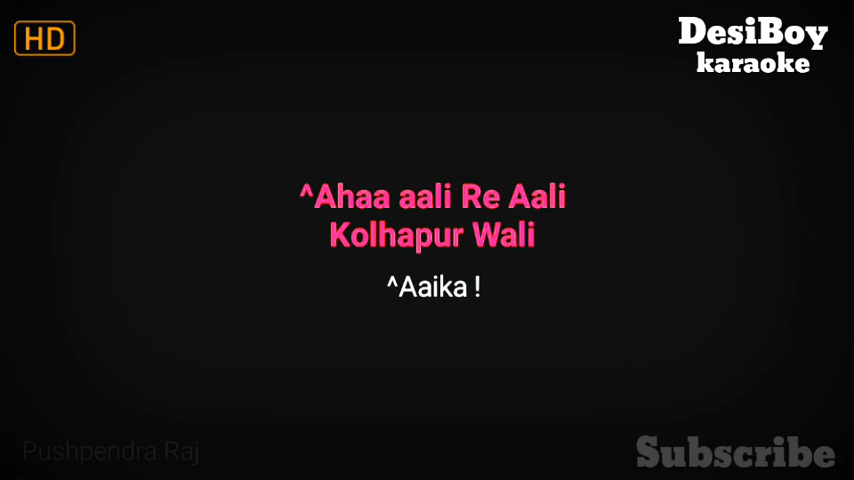 HD
DesiBoy
karaoke
^Ahaa aali Re Aali
Kolhapur Wali
^Aaika !
Pushpendra Raj
Subscribe